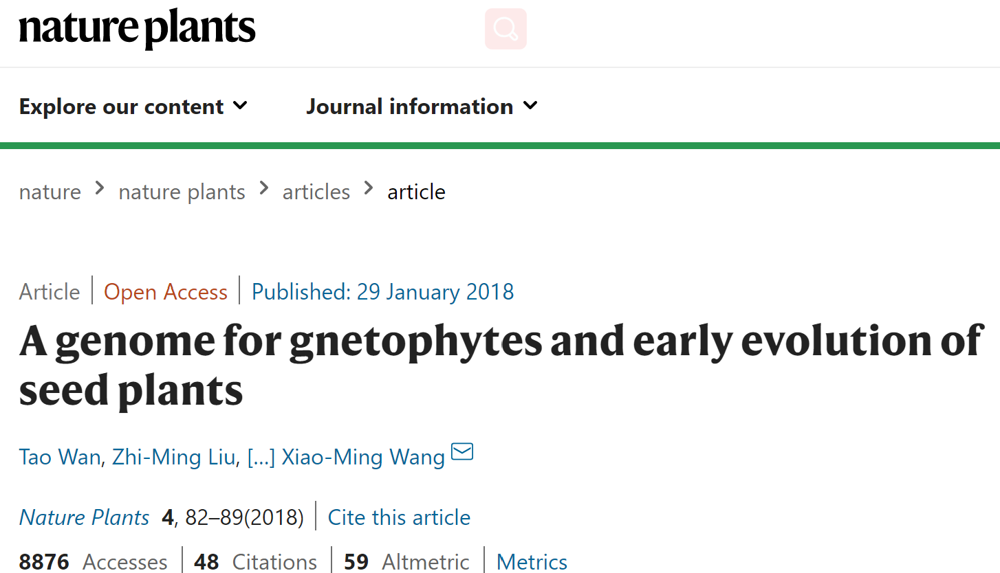 nature plants
Explore our content Journal information
nature > nature plants > articles > article
Article | Open Access | Published: 29 January 2018
A genome for gnetophytes and early evolution of
seed plants
Tao Wan, Zhi-Ming Liu, […] Xiao-Ming Wang
Nature Plants 4, 82–89(2018) | Cite this article
8876 Accesses | 48 Citations | 59 Altmetric | Metrics